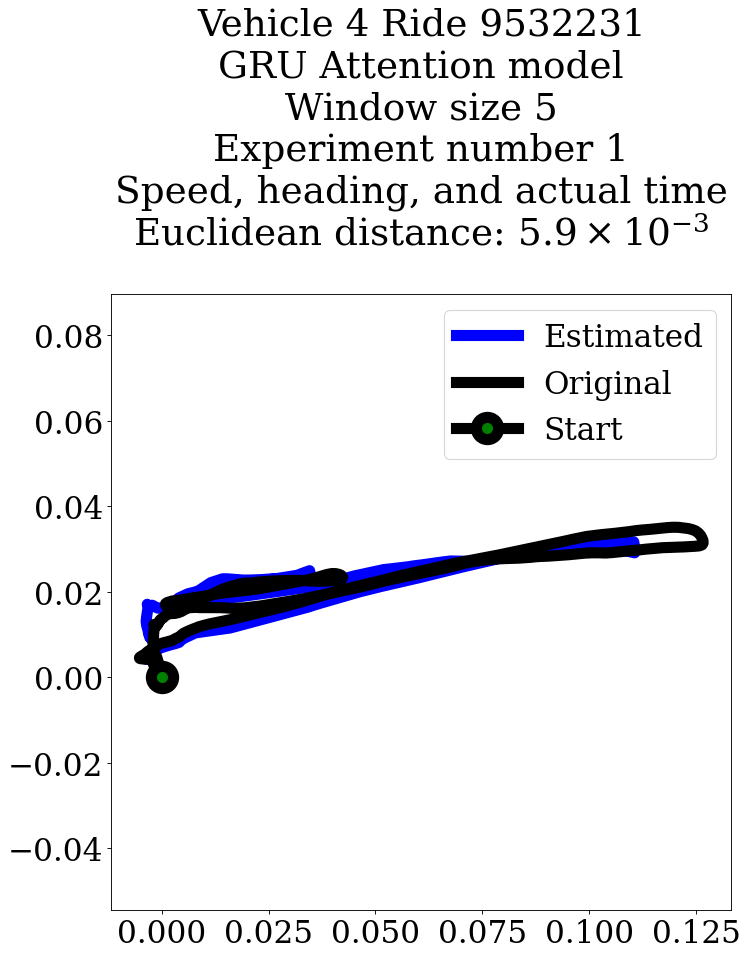 Vehicle 4 Ride 9532231
GRU Attention model
Window size 5
Experiment number 1
Speed, heading, and actual time
Euclidean distance: 5.9 × 10⁻³
Estimated
Original
Start
0.08
0.06
0.04
0.02
0.00
−0.02
−0.04
0.000 0.025 0.050 0.075 0.100 0.125